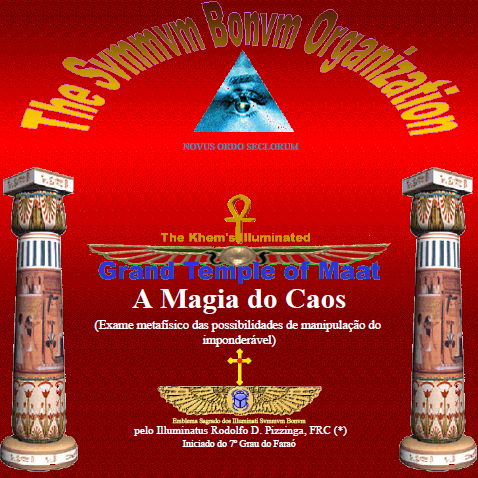 The Svmmvm Bonvm Organization
NOVUS ORDO SECLORUM
The Khem's Illuminated
Grand Temple of Maat
A Magia do Caos
(Exame metafísico das possibilidades de manipulação do
imponderável)
Emblema Sagrado dos Illuminati Svmmvm Bonvm
pelo Illuminatus Rodolfo D. Pizzinga, FRC (*)
Iniciado do 7º Grau do Faraó